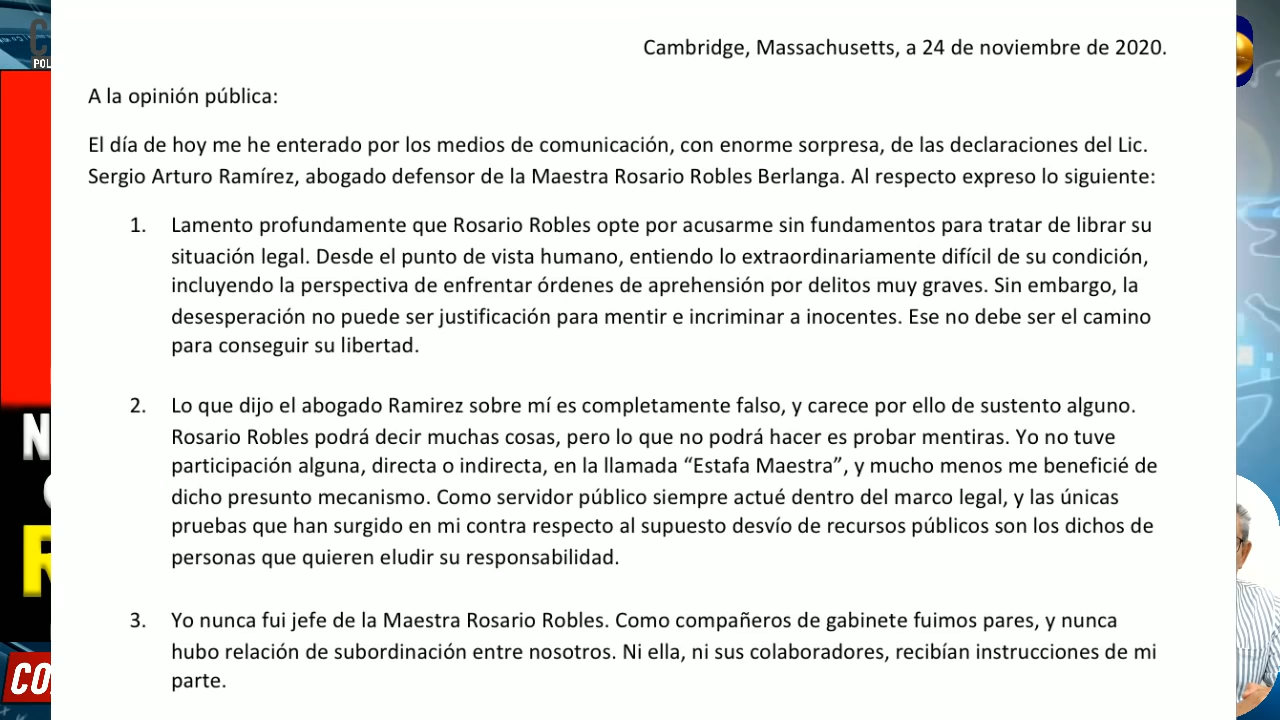 Cambridge, Massachusetts, a 24 de noviembre de 2020.
A la opinión pública:
El día de hoy me he enterado por los medios de comunicación, con enorme sorpresa, de las declaraciones del Lic.
Sergio Arturo Ramírez, abogado defensor de la Maestra Rosario Robles Berlanga. Al respecto expreso lo siguiente:
1. Lamento profundamente que Rosario Robles opte por acusarme sin fundamentos para tratar de librar su
situación legal. Desde el punto de vista humano, entiendo lo extraordinariamente difícil de su condición,
incluyendo la perspectiva de enfrentar órdenes de aprehensión por delitos muy graves. Sin embargo, la
desesperación no puede ser justificación para mentir e incriminar a inocentes. Ese no debe ser el camino
para conseguir su libertad.
2. Lo que dijo el abogado Ramirez sobre mí es completamente falso, y carece por ello de sustento alguno.
Rosario Robles podrá decir muchas cosas, pero lo que no podrá hacer es probar mentiras. Yo no tuve
participación alguna, directa o indirecta, en la llamada “Estafa Maestra”, y mucho menos me beneficié de
dicho presunto mecanismo. Como servidor público siempre actué dentro del marco legal, y las únicas
pruebas que han surgido en mi contra respecto al supuesto desvío de recursos públicos son los dichos de
personas que quieren eludir su responsabilidad.
3. Yo nunca fui jefe de la Maestra Rosario Robles. Como compañeros de gabinete fuimos pares, y nunca
hubo relación de subordinación entre nosotros. Ni ella, ni sus colaboradores, recibían instrucciones de mi
parte.